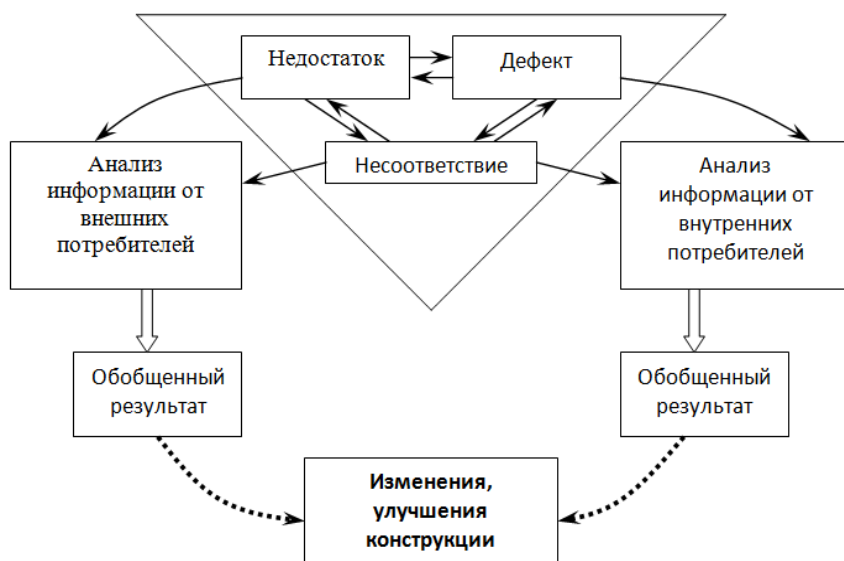 Недостаток
Дефект
Несоответствие
Анализ
информации от
внешних
потребителей
Анализ
информации от
внутренних
потребителей
Обобщенный
результат
Обобщенный
результат
Изменения,
улучшения
конструкции